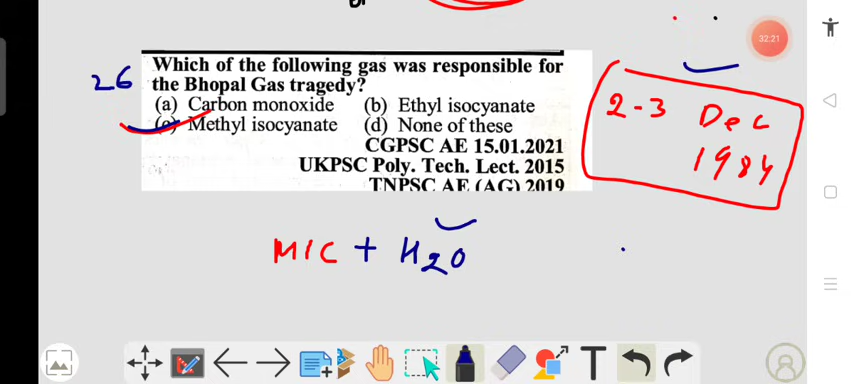 32:21
26
Which of the following gas was responsible for
the Bhopal Gas tragedy?
(a) Carbon monoxide (b) Ethyl isocyanate
(c) Methyl isocyanate (d) None of these
CGPSC AE 15.01.2021
UKPSC Poly. Tech. Lect. 2015
TNPSC AE (AG) 2019
2-3 Dec
1984
MIC + H2O
T